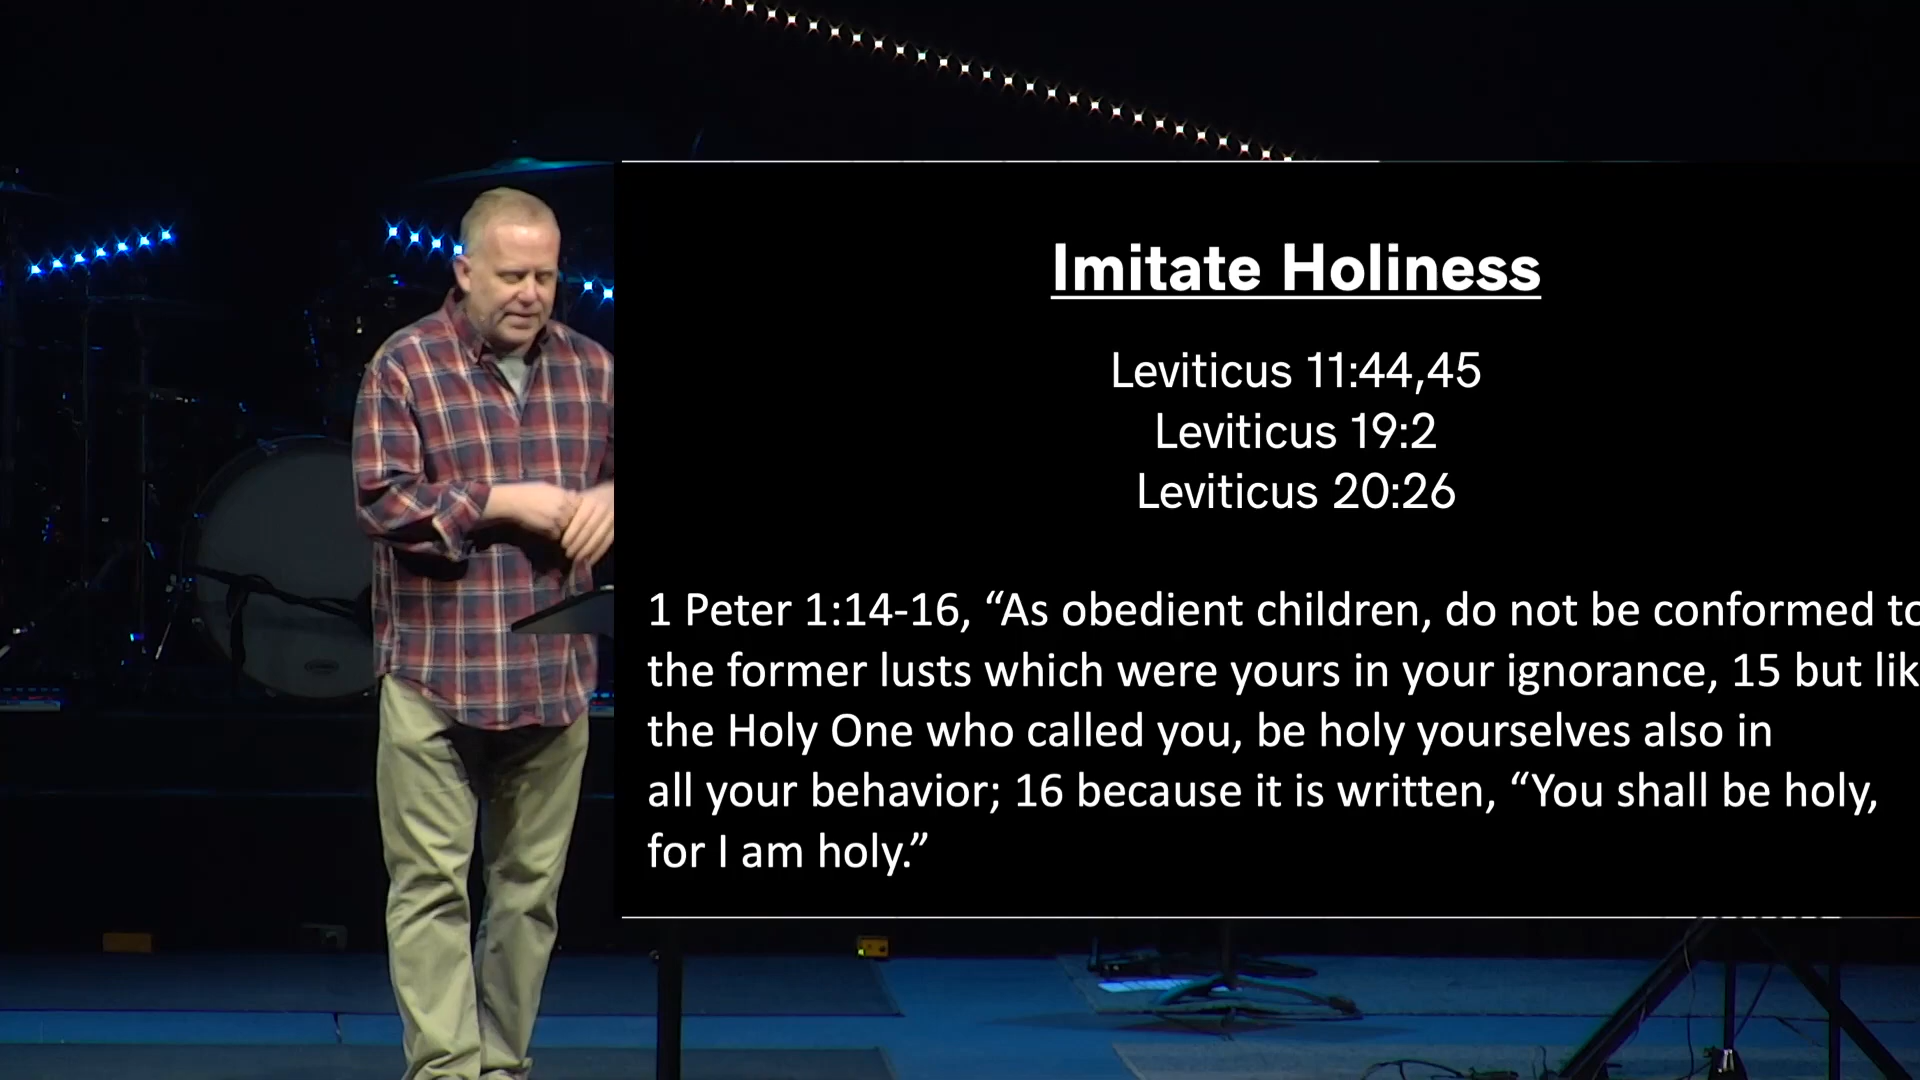 Imitate Holiness
Leviticus 11:44,45
Leviticus 19:2
Leviticus 20:26
1 Peter 1:14-16, “As obedient children, do not be conformed to
the former lusts which were yours in your ignorance, 15 but lik
the Holy One who called you, be holy yourselves also in
all your behavior; 16 because it is written, “You shall be holy,
for I am holy.”